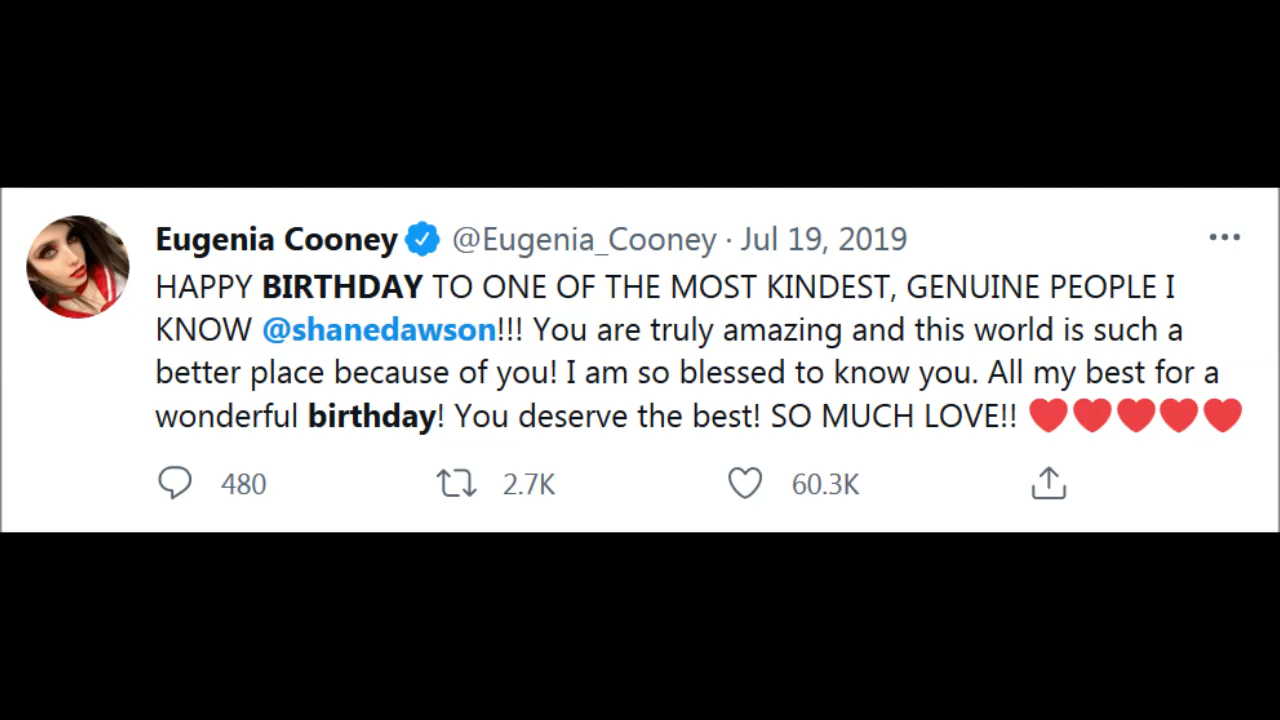 Eugenia Cooney @Eugenia_Cooney · Jul 19, 2019
HAPPY BIRTHDAY TO ONE OF THE MOST KINDEST, GENUINE PEOPLE I
KNOW @shanedawson!!! You are truly amazing and this world is such a
better place because of you! I am so blessed to know you. All my best for a
wonderful birthday! You deserve the best! SO MUCH LOVE!! ❤️❤️❤️❤️❤️
480 2.7K 60.3K